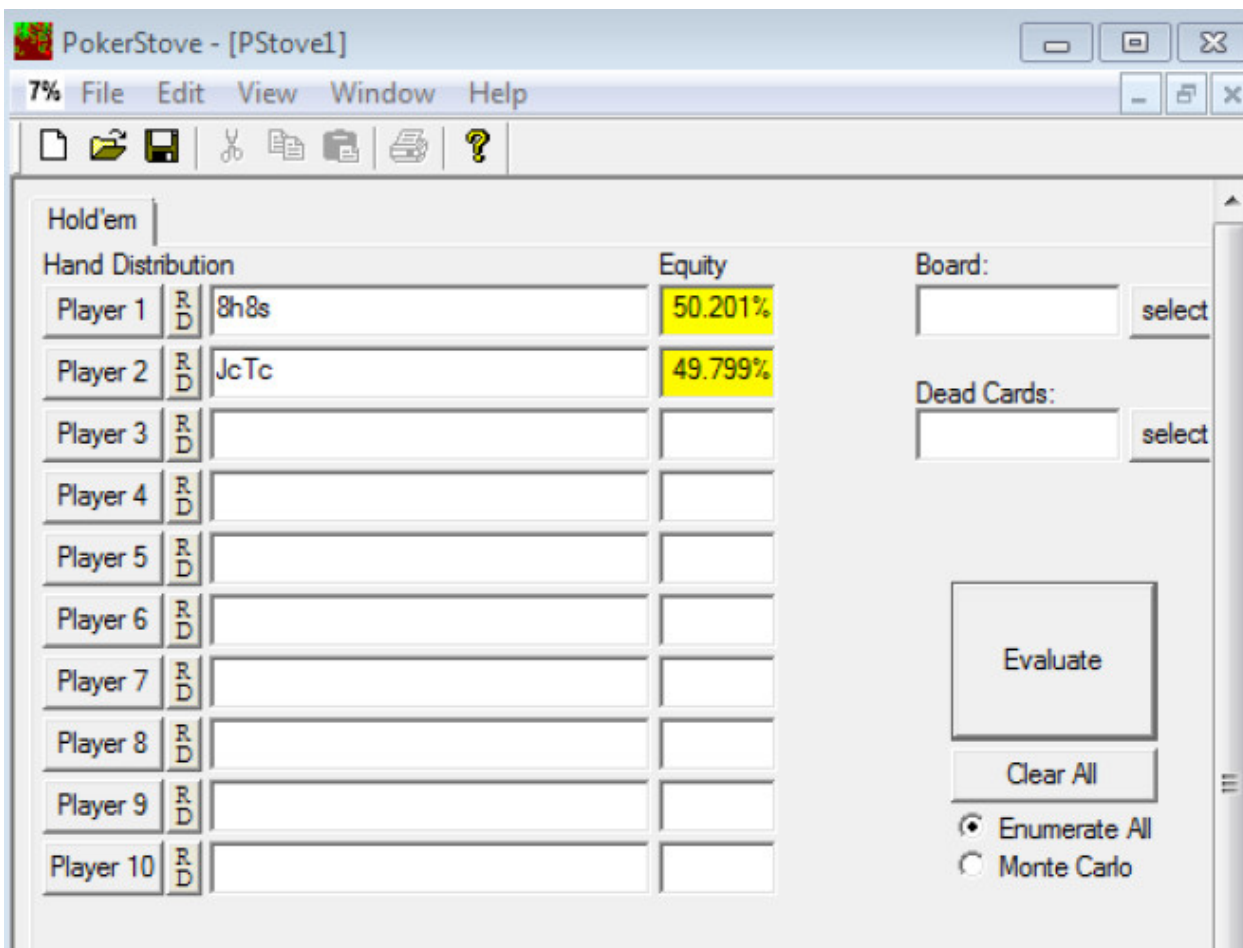 PokerStove - [PStove1]
7% File Edit View Window Help
Hold'em
Hand Distribution Equity Board:
Player 1 R D 8h8s 50.201% select
Player 2 R D JcTc 49.799%
Dead Cards:
Player 3 R D select
Player 4 R D
Player 5 R D
Player 6 R D
Player 7 R D Evaluate
Player 8 R D
Clear All
Player 9 R D
Enumerate All
Player 10 R D Monte Carlo